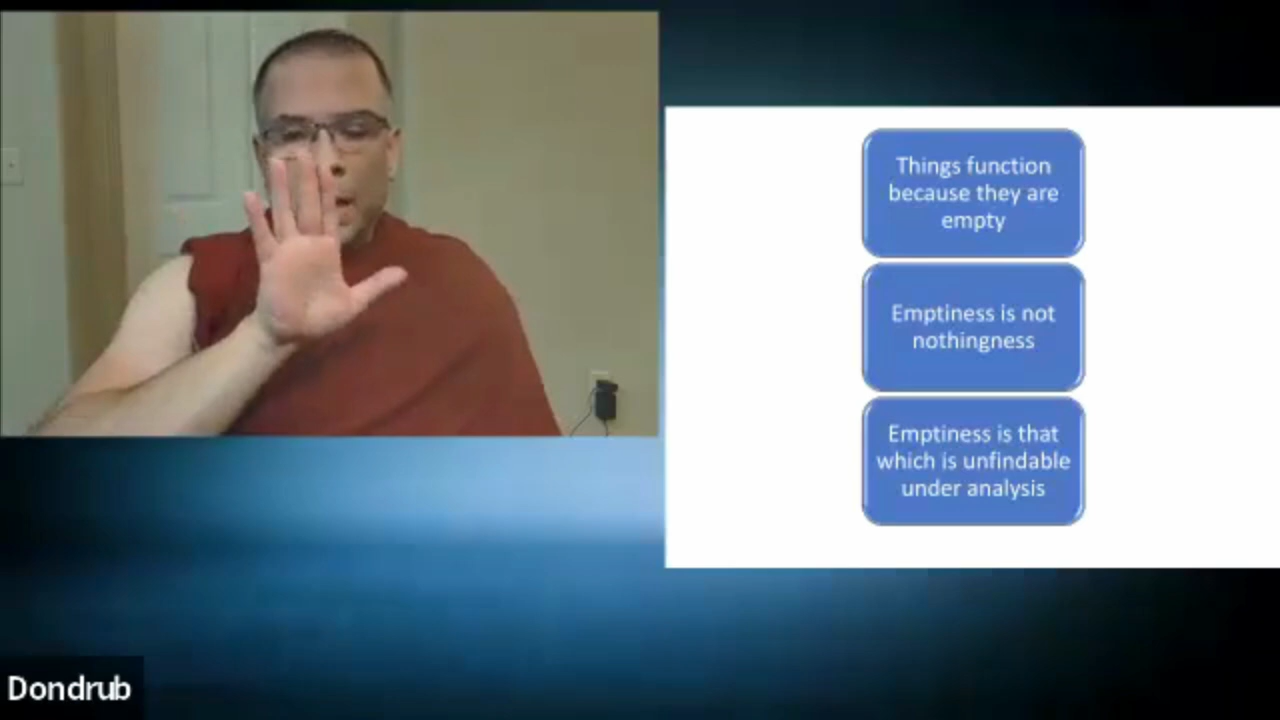 Things function
because they are
empty
Emptiness is not
nothingness
Emptiness is that
which is unfindable
under analysis
Dondrub